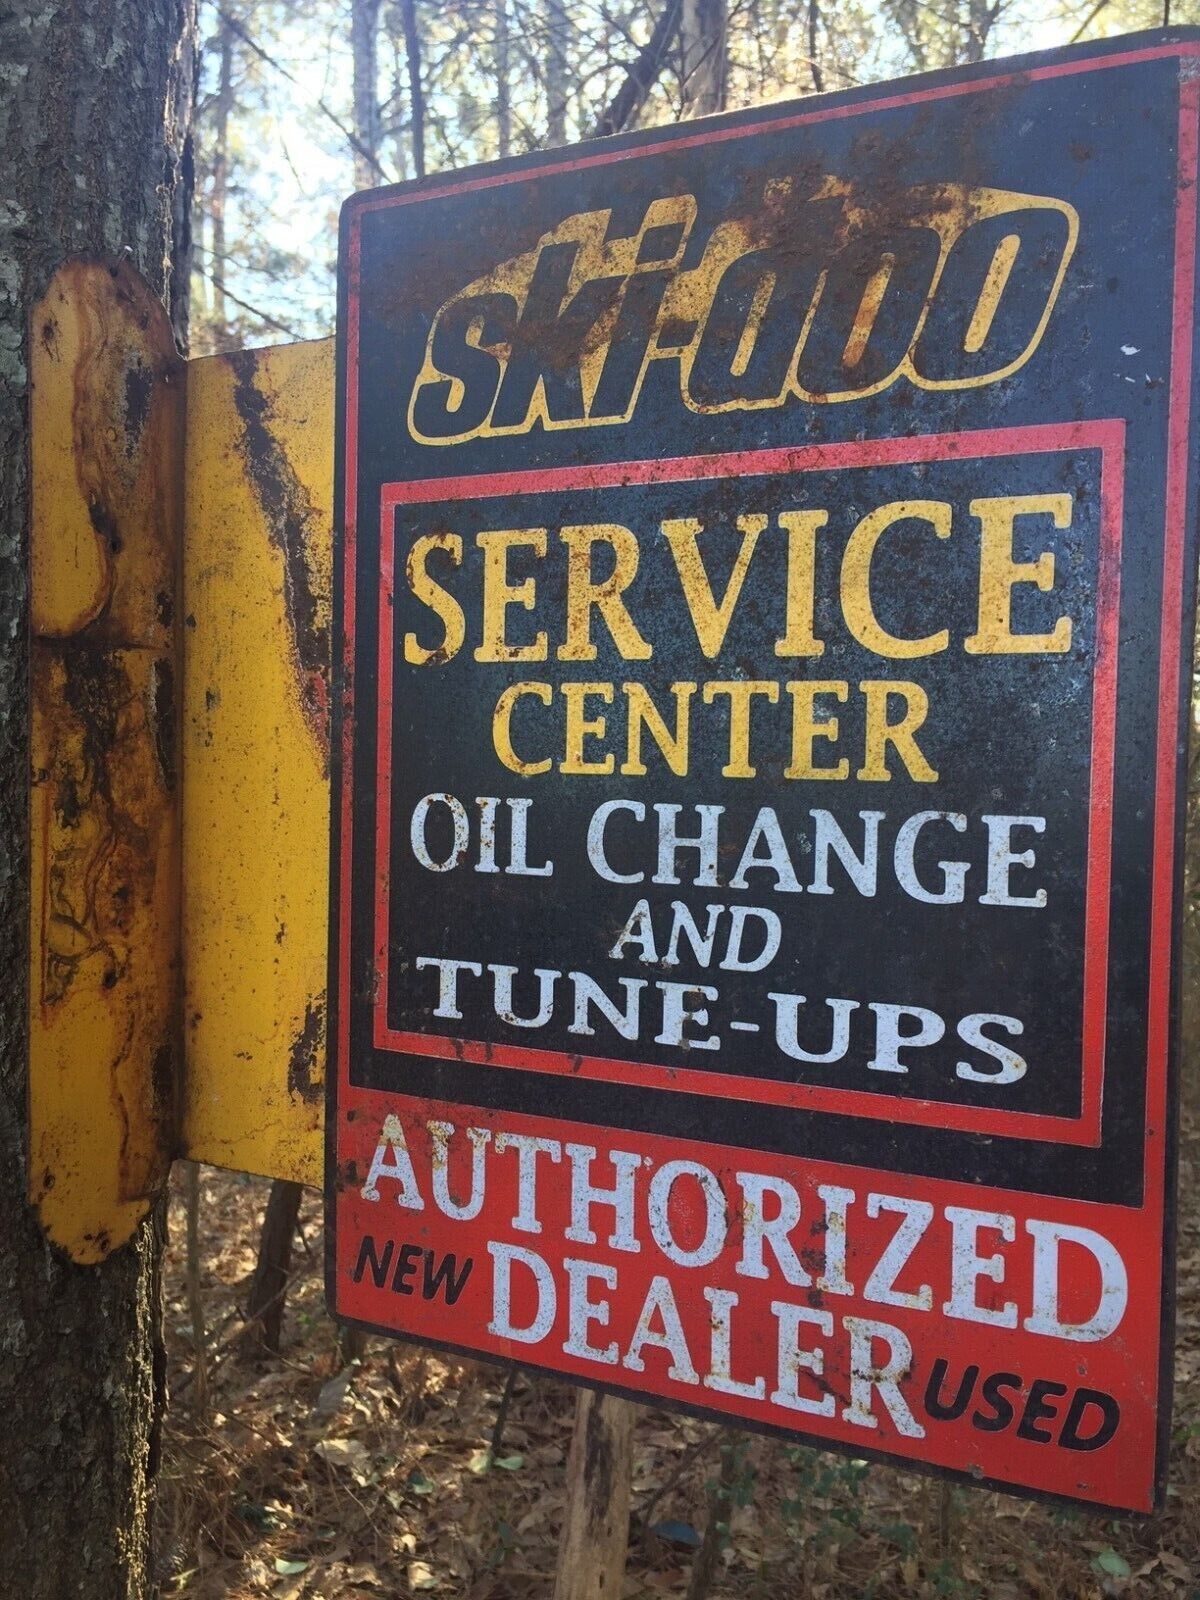 ski-doo
SERVICE
CENTER
OIL CHANGE
AND
TUNE-UPS
AUTHORIZED
NEW DEALER USED